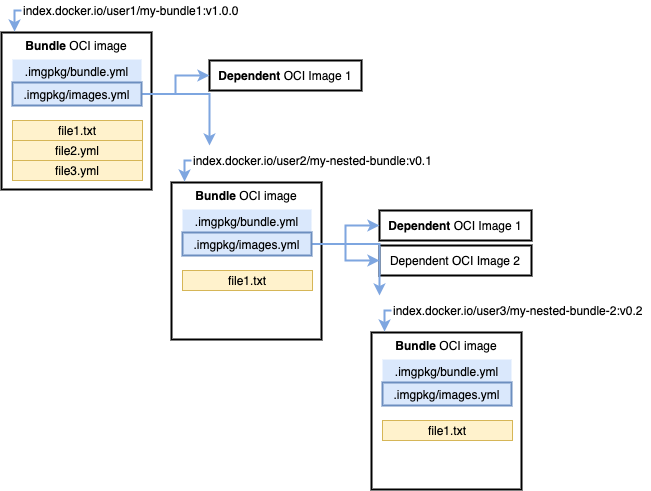 index.docker.io/user1/my-bundle1:v1.0.0
Bundle OCI image
.imgpkg/bundle.yml
.imgpkg/images.yml
file1.txt
file2.yml
file3.yml
Dependent OCI Image 1
index.docker.io/user2/my-nested-bundle:v0.1
Bundle OCI image
.imgpkg/bundle.yml
.imgpkg/images.yml
file1.txt
Dependent OCI Image 1
Dependent OCI Image 2
index.docker.io/user3/my-nested-bundle-2:v0.2
Bundle OCI image
.imgpkg/bundle.yml
.imgpkg/images.yml
file1.txt